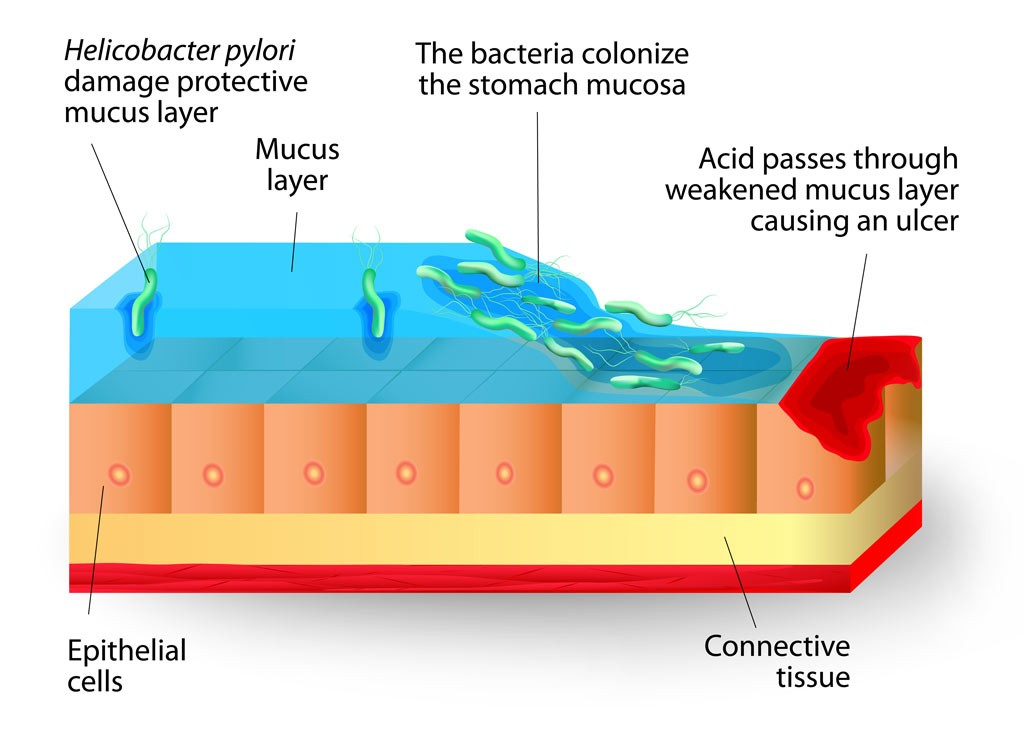 Helicobacter pylori
damage protective
mucus layer
The bacteria colonize
the stomach mucosa
Mucus
layer
Acid passes through
weakened mucus layer
causing an ulcer
Epithelial
cells
Connective
tissue